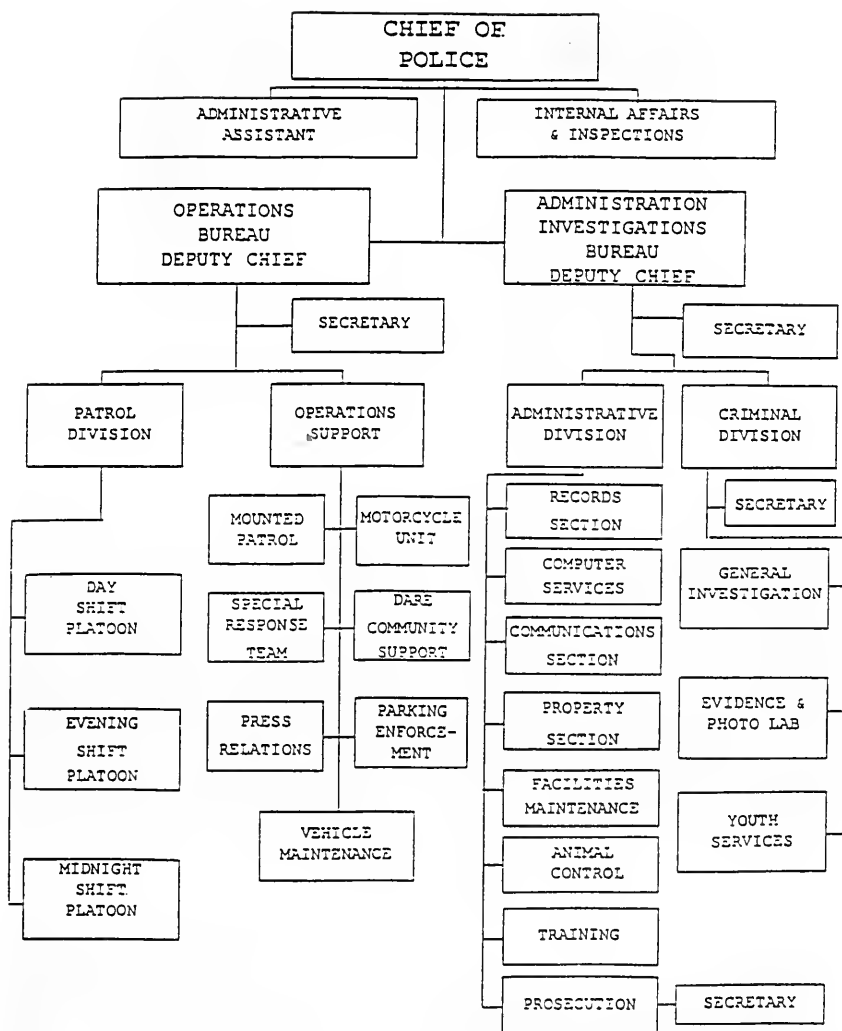 CHIEF OF
POLICE
ADMINISTRATIVE
ASSISTANT
INTERNAL AFFAIRS
& INSPECTIONS
OPERATIONS
BUREAU
DEPUTY CHIEF
ADMINISTRATION
INVESTIGATIONS
BUREAU
DEPUTY CHIEF
SECRETARY
SECRETARY
PATROL
DIVISION
OPERATIONS
SUPPORT
ADMINISTRATIVE
DIVISION
CRIMINAL
DIVISION
MOUNTED
PATROL
MOTORCYCLE
UNIT
SPECIAL
RESPONSE
TEAM
DARE
COMMUNITY
SUPPORT
PRESS
RELATIONS
PARKING
ENFORCE-
MENT
VEHICLE
MAINTENANCE
DAY
SHIFT
PLATOON
EVENING
SHIFT
PLATOON
MIDNIGHT
SHIFT
PLATOON
RECORDS
SECTION
COMPUTER
SERVICES
COMMUNICATIONS
SECTION
PROPERTY
SECTION
FACILITIES
MAINTENANCE
ANIMAL
CONTROL
TRAINING
PROSECUTION
SECRETARY
SECRETARY
GENERAL
INVESTIGATION
EVIDENCE &
PHOTO LAB
YOUTH
SERVICES